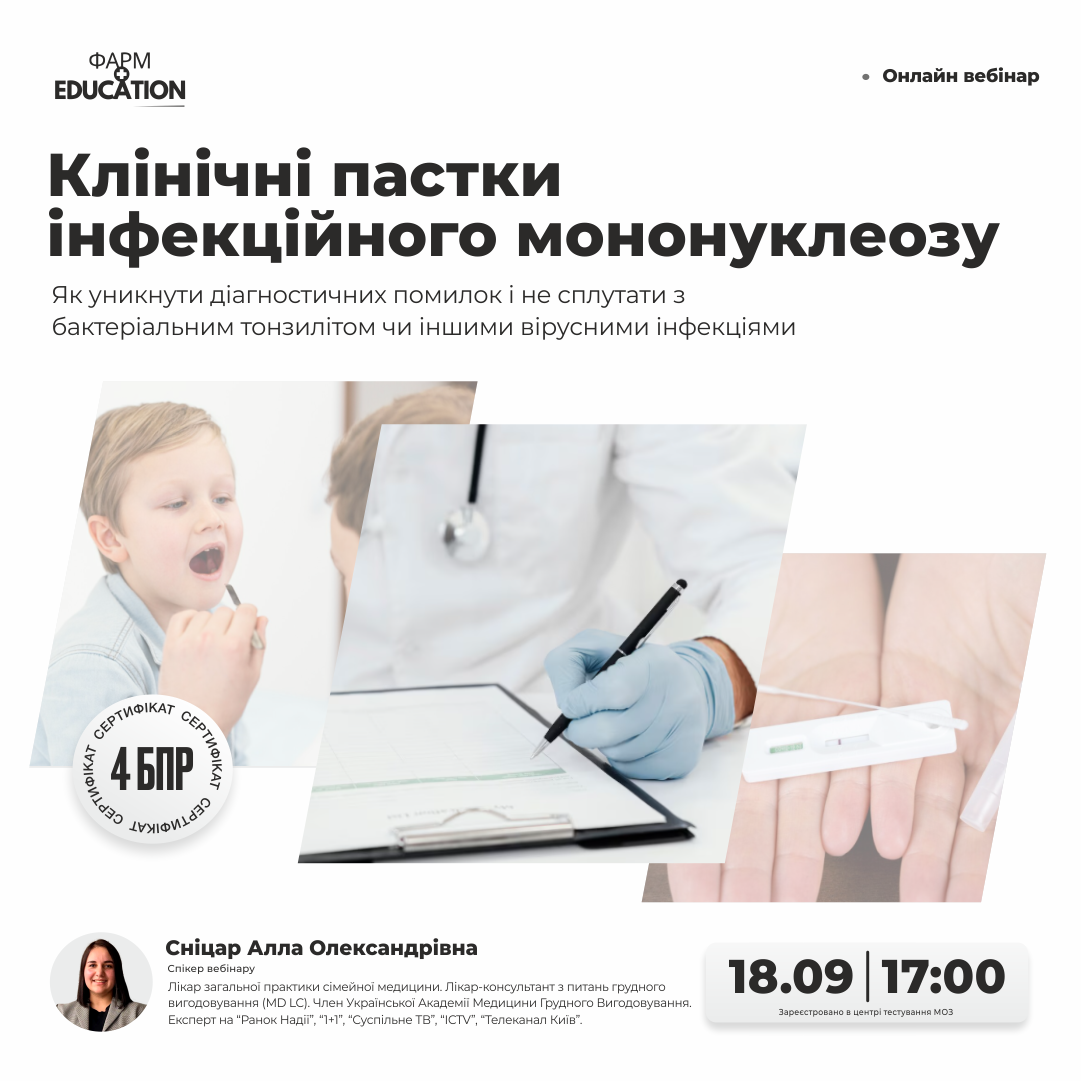 ФАРМ
EDUCATION
Онлайн вебінар
Клінічні пастки
інфекційного мононуклеозу
Як уникнути діагностичних помилок і не сплутати з
бактеріальним тонзилітом чи іншими вірусними інфекціями
СЕРТИФІКАТ СЕРТИФІКАТ СЕРТИФІКАТ СЕРТИФІКАТ
4 БПР
Сніцар Алла Олександрівна
Спікер вебінару
Лікар загальної практики сімейної медицини. Лікар-консультант з питань грудного
вигодовування (MD LC). Член Української Академії Медицини Грудного Вигодовування.
Експерт на “Ранок Надії”, “1+1”, “Суспільне ТВ”, “ICTV”, “Телеканал Київ”.
18.09 | 17:00
Зареєстровано в центрі тестування МОЗ